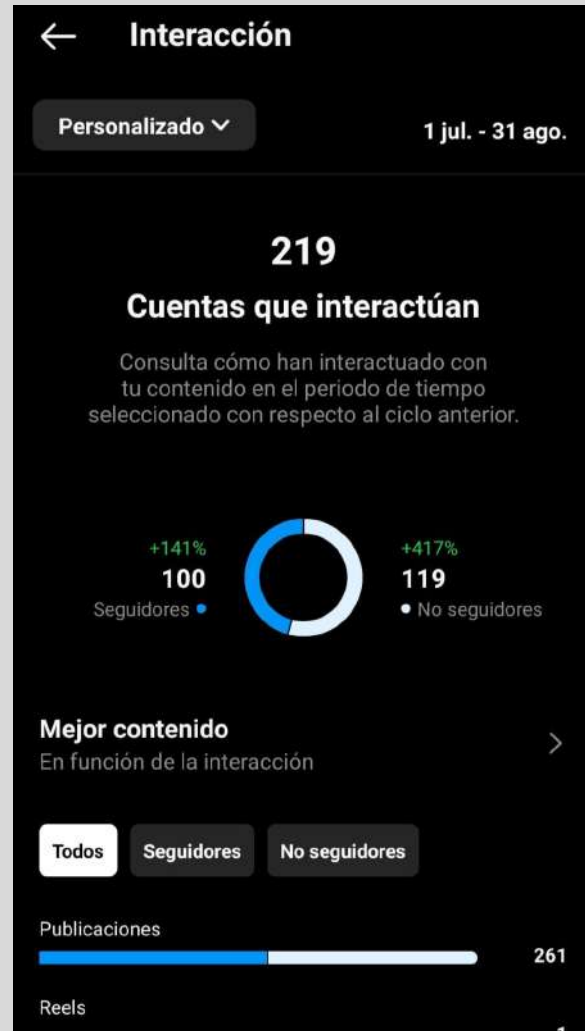 Interacción
Personalizado
1 jul. - 31 ago.
219
Cuentas que interactúan
Consulta cómo han interactuado con
tu contenido en el periodo de tiempo
seleccionado con respecto al ciclo anterior.
+141%
100
Seguidores
+417%
119
No seguidores
Mejor contenido
En función de la interacción
Todos
Seguidores
No seguidores
Publicaciones
261
Reels